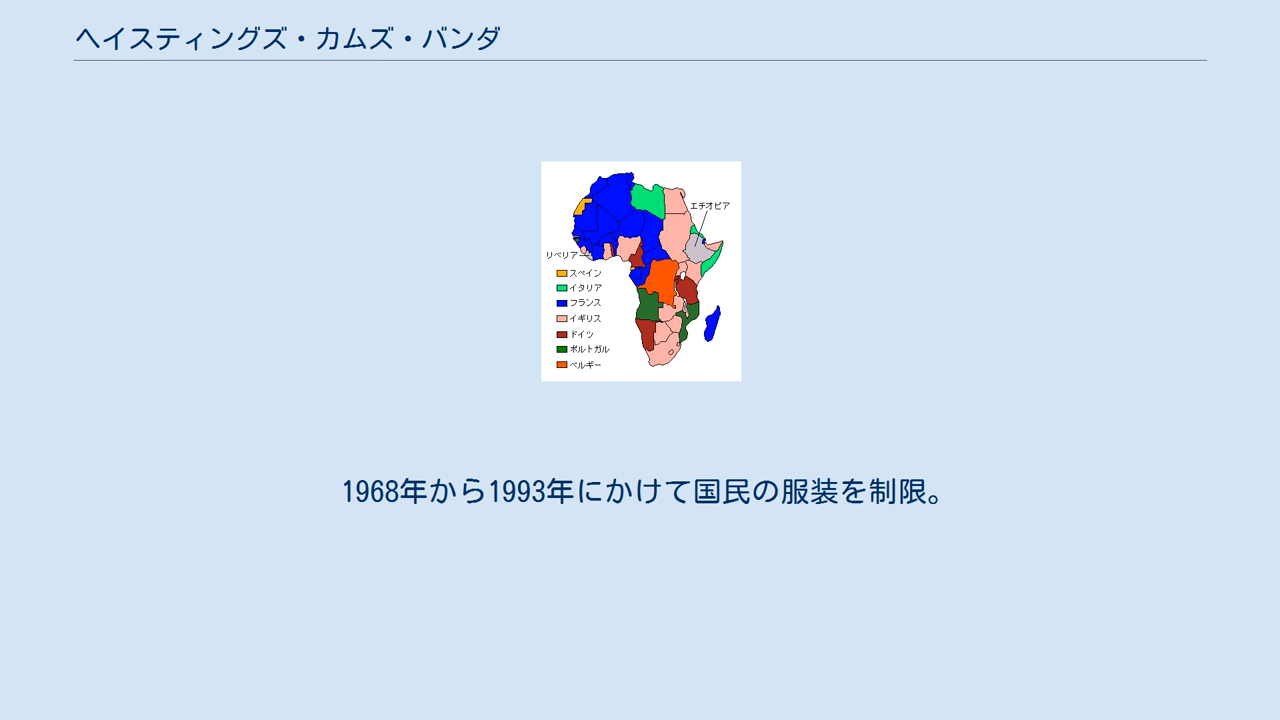 ヘイスティングズ・カムズ・バンダ
エチオピア
リベリア
スペイン
イタリア
フランス
イギリス
ドイツ
ポルトガル
ベルギー
1968年から1993年にかけて国民の服装を制限。